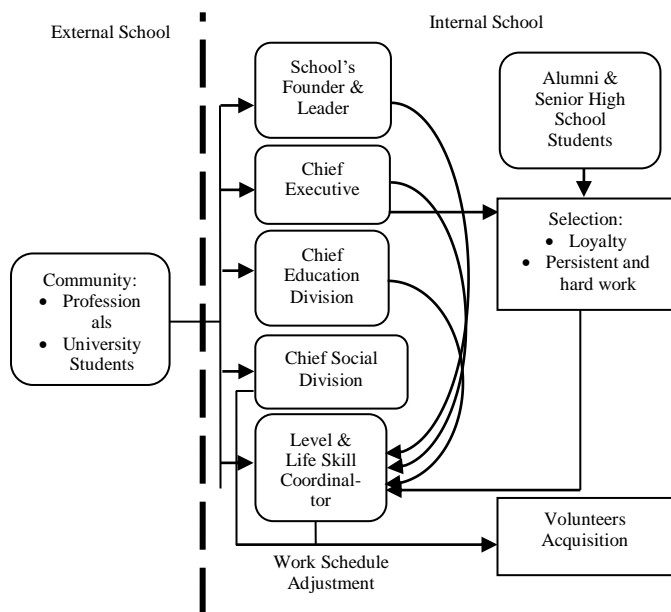 External School
Internal School
School's
Founder &
Leader
Alumni &
Senior High
School
Students
Chief
Executive
Selection:
• Loyalty
• Persistent and
hard work
Chief
Education
Division
Community:
• Profession
als
• University
Students
Chief Social
Division
Level &
Life Skill
Coordinal-
tor
Volunteers
Acquisition
Work Schedule
Adjustment